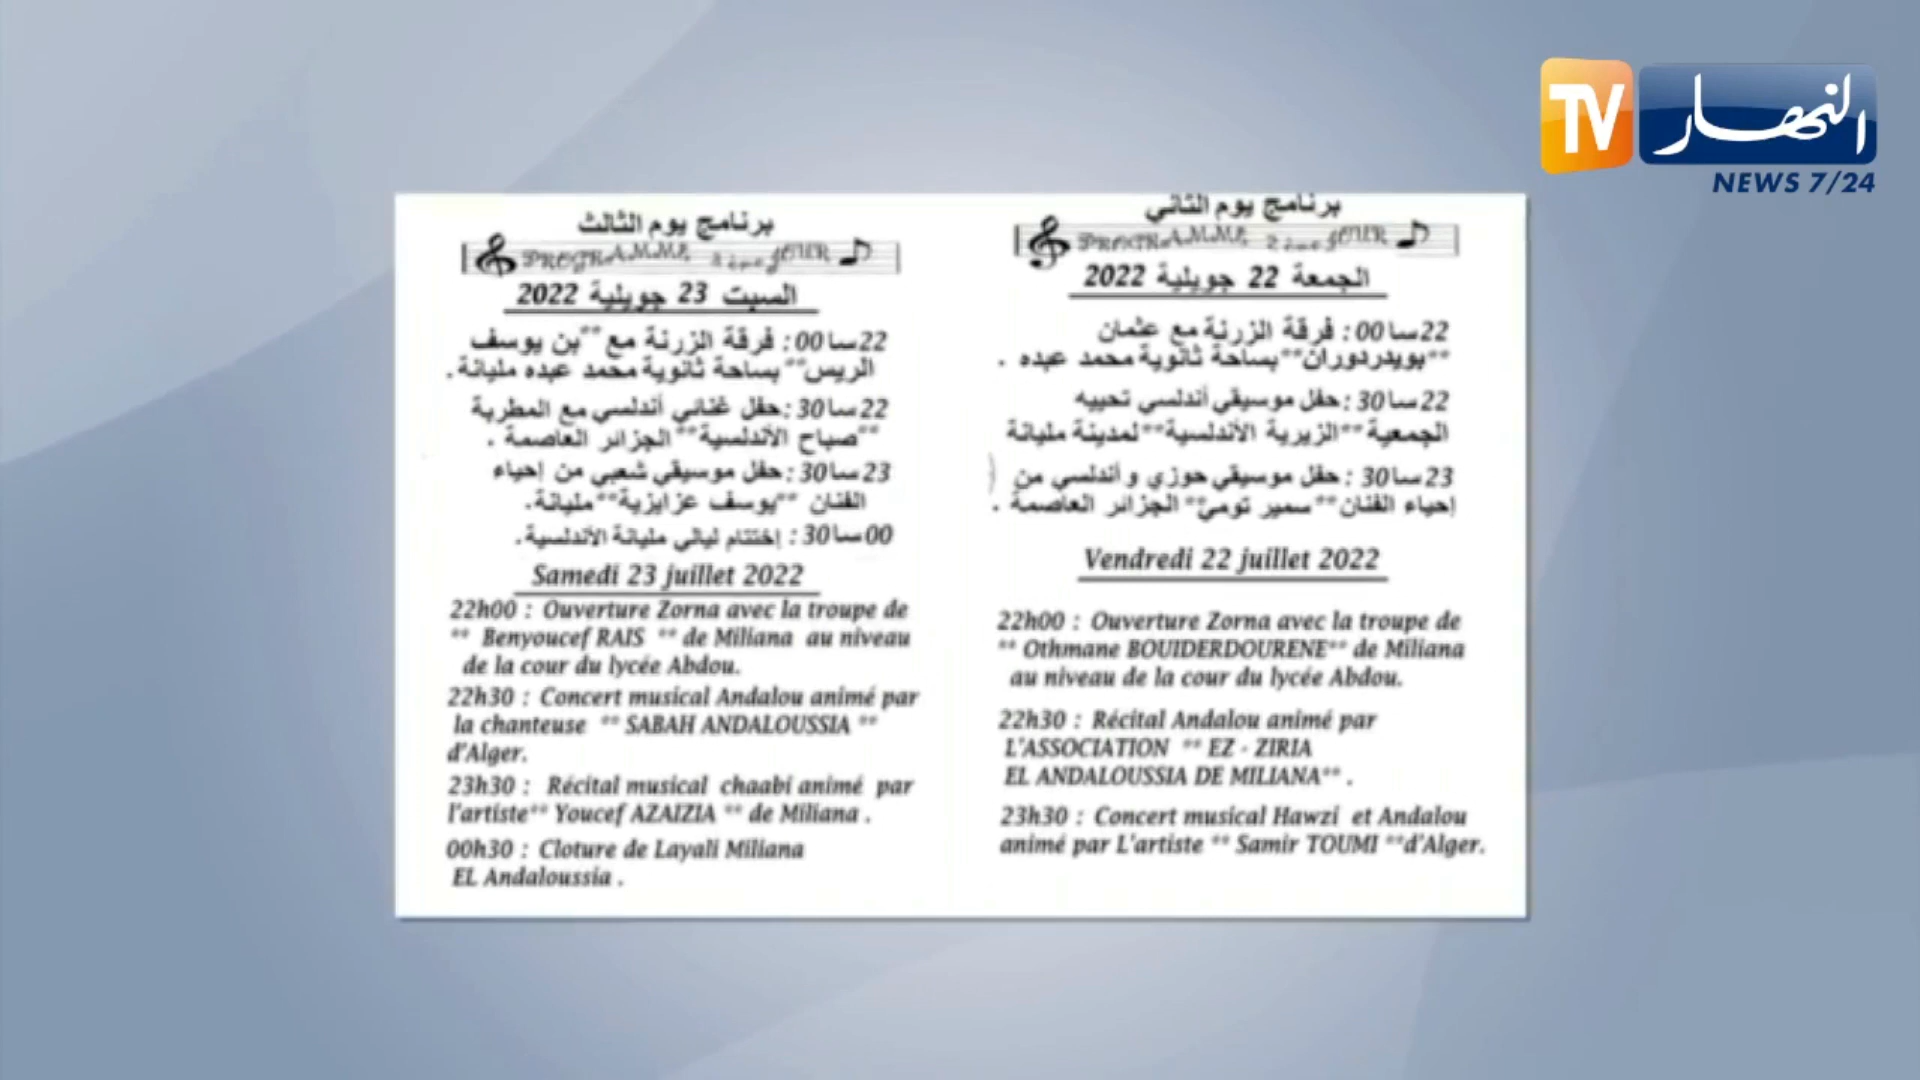 TV النهار
NEWS 7/24
برنامج يوم الثاني
PROGRAMME 2ème JOUR
الجمعة 22 جويلية 2022
22سا00: فرقة الزرنة مع عثمان
**بويدردوران** بساحة ثانوية محمد عبده .
22سا30: حفل موسيقي أندلسي تحييه
الجمعية **الزيرية الأندلسية** لمدينة مليانة
23سا30: حفل موسيقي حوزي و أندلسي من
إحياء الفنان **سمير تومي** الجزائر العاصمة .
Vendredi 22 juillet 2022
22h00 : Ouverture Zorna avec la troupe de
** Othmane BOUIDERDOURENE** de Miliana
au niveau de la cour du lycée Abdou.
22h30 : Récital Andalou animé par
L'ASSOCIATION ** EZ - ZIRIA
EL ANDALOUSSIA DE MILIANA** .
23h30 : Concert musical Hawzi et Andalou
animé par L'artiste ** Samir TOUMI **d'Alger.
برنامج يوم الثالث
PROGRAMME 3ème JOUR
السبت 23 جويلية 2022
22سا00: فرقة الزرنة مع **بن يوسف
الريس** بساحة ثانوية محمد عبده مليانة.
22سا30: حفل غنائي أندلسي مع المطربة
**صباح الأندلسية** الجزائر العاصمة .
23سا30: حفل موسيقي شعبي من إحياء
الفنان **يوسف عزايزية** مليانة.
00سا30: إختتام ليالي مليانة الأندلسية.
Samedi 23 juillet 2022
22h00 : Ouverture Zorna avec la troupe de
** Benyoucef RAIS ** de Miliana au niveau
de la cour du lycée Abdou.
22h30 : Concert musical Andalou animé par
la chanteuse ** SABAH ANDALOUSSIA **
d'Alger.
23h30 : Récital musical chaabi animé par
l'artiste** Youcef AZAIZIA ** de Miliana .
00h30 : Cloture de Layali Miliana
EL Andaloussia .